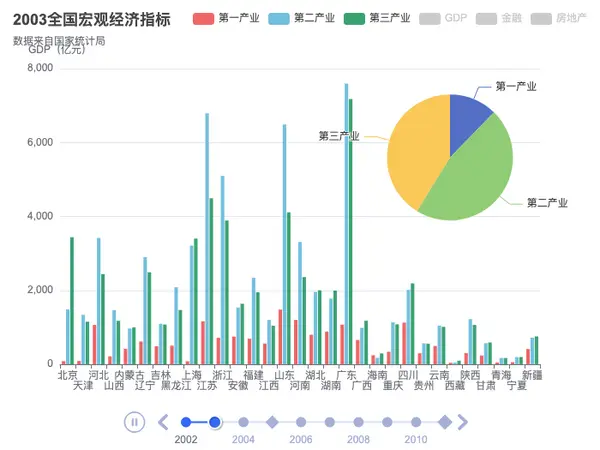 2003全国宏观经济指标
第一产业 第二产业 第三产业 GDP 金融 房地产
数据来自国家统计局
GDP（亿元）
8,000
6,000
4,000
2,000
0
第一产业
第三产业
第二产业
北京 河北 内蒙古 吉林 上海 浙江 福建 山东 湖北 广东 海南 四川 云南 陕西 青海 新疆
天津 山西 辽宁 黑龙江 江苏 安徽 江西 河南 湖南 广西 重庆 贵州 西藏 甘肃 宁夏
2002 2004 2006 2008 2010